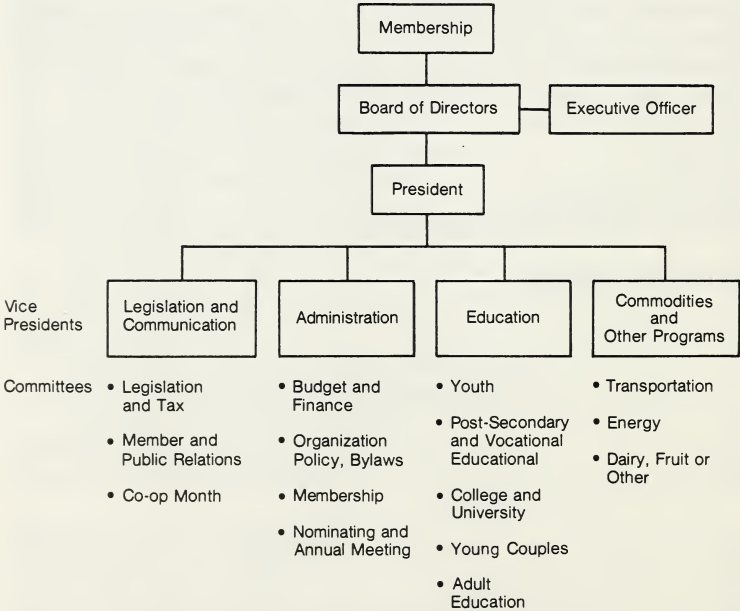 Membership
Board of Directors
Executive Officer
President
Vice
Presidents
Legislation and
Communication
Administration
Education
Commodities
and
Other Programs
Committees
• Legislation
and Tax
• Member and
Public Relations
• Co-op Month
• Budget and
Finance
• Organization
Policy, Bylaws
• Membership
• Nominating and
Annual Meeting
• Youth
• Post-Secondary
and Vocational
Educational
• College and
University
• Young Couples
• Adult
Education
• Transportation
• Energy
• Dairy, Fruit or
Other